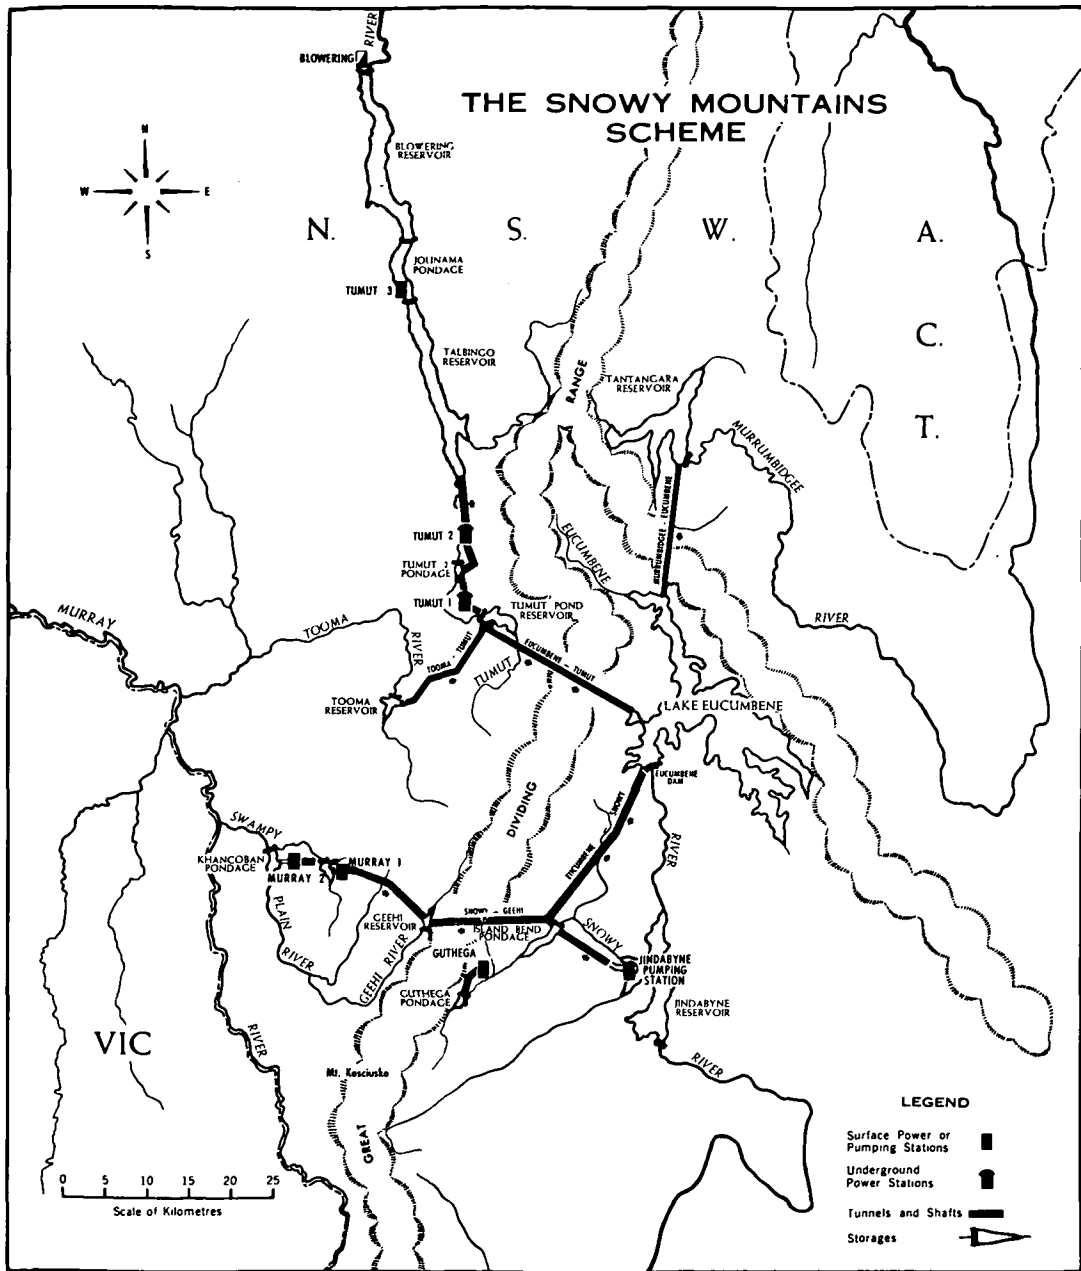 RIVER
BLOWERING
THE SNOWY MOUNTAINS
SCHEME
BLOWERING
RESERVOIR
N
W
E
S
N.
S.
W.
A.
C.
T.
JOUNAMA
PONDAGE
TUMUT 3
TALBINGO
RESERVOIR
RANGE
TANTANGARA
RESERVOIR
MURRUMBIDGEE
MURRUMBIDGEE - EUCUMBENE
EUCUMBENE
TUMUT 2
TUMUT 2
PONDAGE
TUMUT 1
TUMUT POND
RESERVOIR
MURRAY
TOOMA
RIVER
RIVER
TOOMA - TUMUT
EUCUMBENE - TUMUT
TUMUT
TOOMA
RESERVOIR
LAKE EUCUMBENE
EUCUMBENE
DAM
DIVIDING
EUCUMBENE SNOWY
RIVER
SWAMPY
KHANCOBAN
PONDAGE
MURRAY 1
MURRAY 2
PLAIN
RIVER
GEEHI
RESERVOIR
SNOWY - GEEHI
ISLAND BEND
PONDAGE
SNOWY
GEEHI RIVER
GUTHEGA
GUTHEGA
PONDAGE
JINDABYNE
PUMPING
STATION
JINDABYNE
RESERVOIR
VIC
RIVER
RIVER
Mt. Kosciusko
GREAT
LEGEND
Surface Power or
Pumping Stations
Underground
Power Stations
Tunnels and Shafts
Storages
0 5 10 15 20 25
Scale of Kilometres